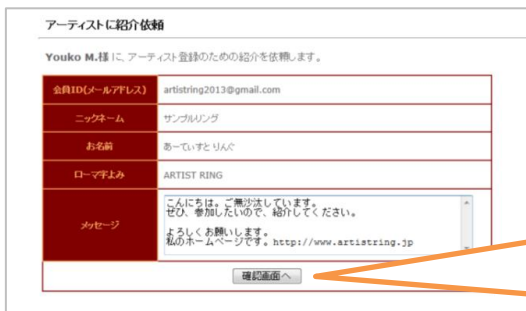 アーティストに紹介依頼
Youko M.様 に、アーティスト登録のための紹介を依頼します。
会員ID(メールアドレス) artistring2013@gmail.com
ニックネーム サンプルリング
お名前 あーてぃすと りんぐ
ローマ字よみ ARTIST RING
メッセージ
こんにちは。ご無沙汰しています。
ぜひ、参加したいので、紹介してください。
よろしくお願いします。
私のホームページです。http://www.artistring.jp
確認画面へ